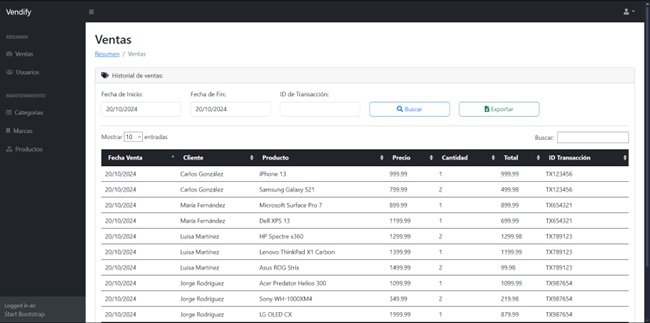 Vendify
RESUMEN
Ventas
Usuarios
MANTENIMIENTO
Categorias
Marcas
Productos
Logged in as:
Start Bootstrap
Ventas
Resumen / Ventas
Historial de ventas:
Fecha de Inicio: Fecha de Fin: ID de Transacción:
20/10/2024 20/10/2024 Buscar Exportar
Mostrar 10 entradas Buscar:
Fecha Venta Cliente Producto Precio Cantidad Total ID Transacción
20/10/2024 Carlos González iPhone 13 999.99 1 999.99 TX123456
20/10/2024 Carlos González Samsung Galaxy S21 799.99 2 499.98 TX123456
20/10/2024 María Fernández Microsoft Surface Pro 7 899.99 1 899.99 TX654321
20/10/2024 María Fernández Dell XPS 13 1199.99 1 699.99 TX654321
20/10/2024 Luisa Martínez HP Spectre x360 1299.99 2 1299.98 TX789123
20/10/2024 Luisa Martínez Lenovo ThinkPad X1 Carbon 1399.99 1 1199.99 TX789123
20/10/2024 Luisa Martínez Asus ROG Strix 1499.99 2 99.98 TX789123
20/10/2024 Jorge Rodríguez Acer Predator Helios 300 1099.99 1 1099.99 TX987654
20/10/2024 Jorge Rodríguez Sony WH-1000XM4 349.99 2 219.98 TX987654
20/10/2024 Jorge Rodríguez LG OLED CX 1999.99 1 879.99 TX987654